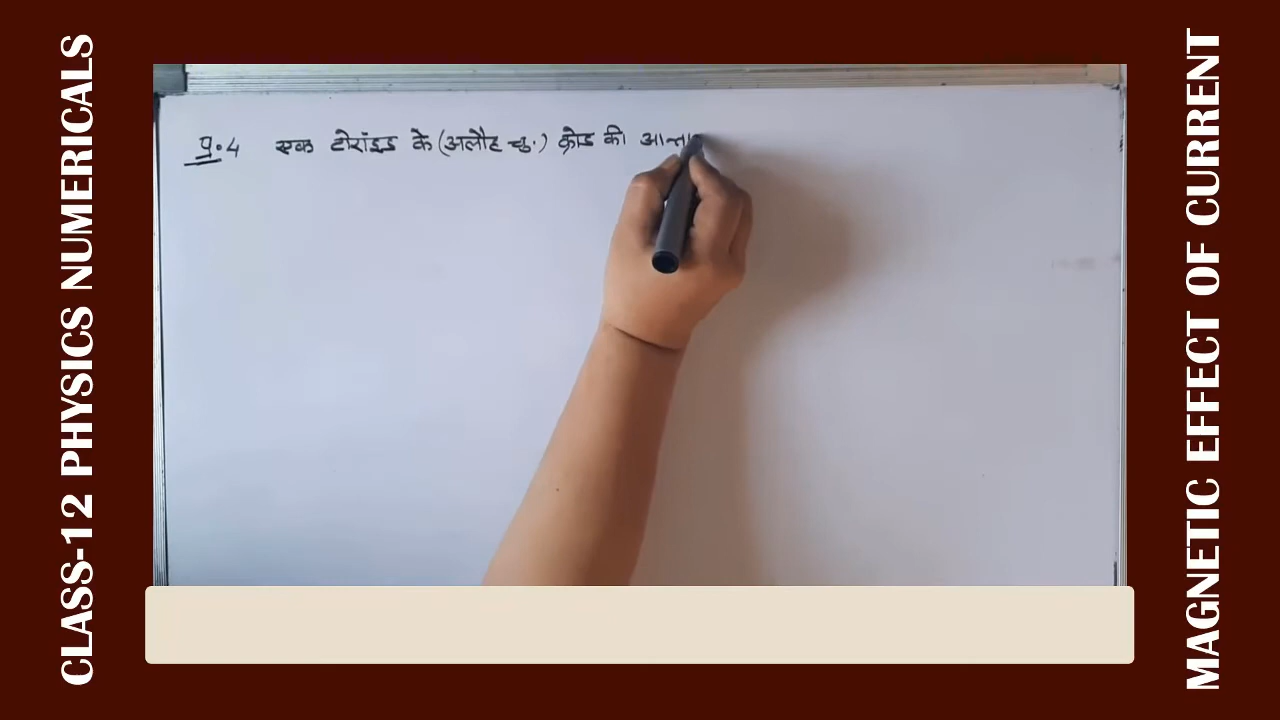 CLASS-12 PHYSICS NUMERICALS
प्र.4 एक टोरॉइड के (अलौह चु.) क्रोड की
MAGNETIC EFFECT OF CURRENT